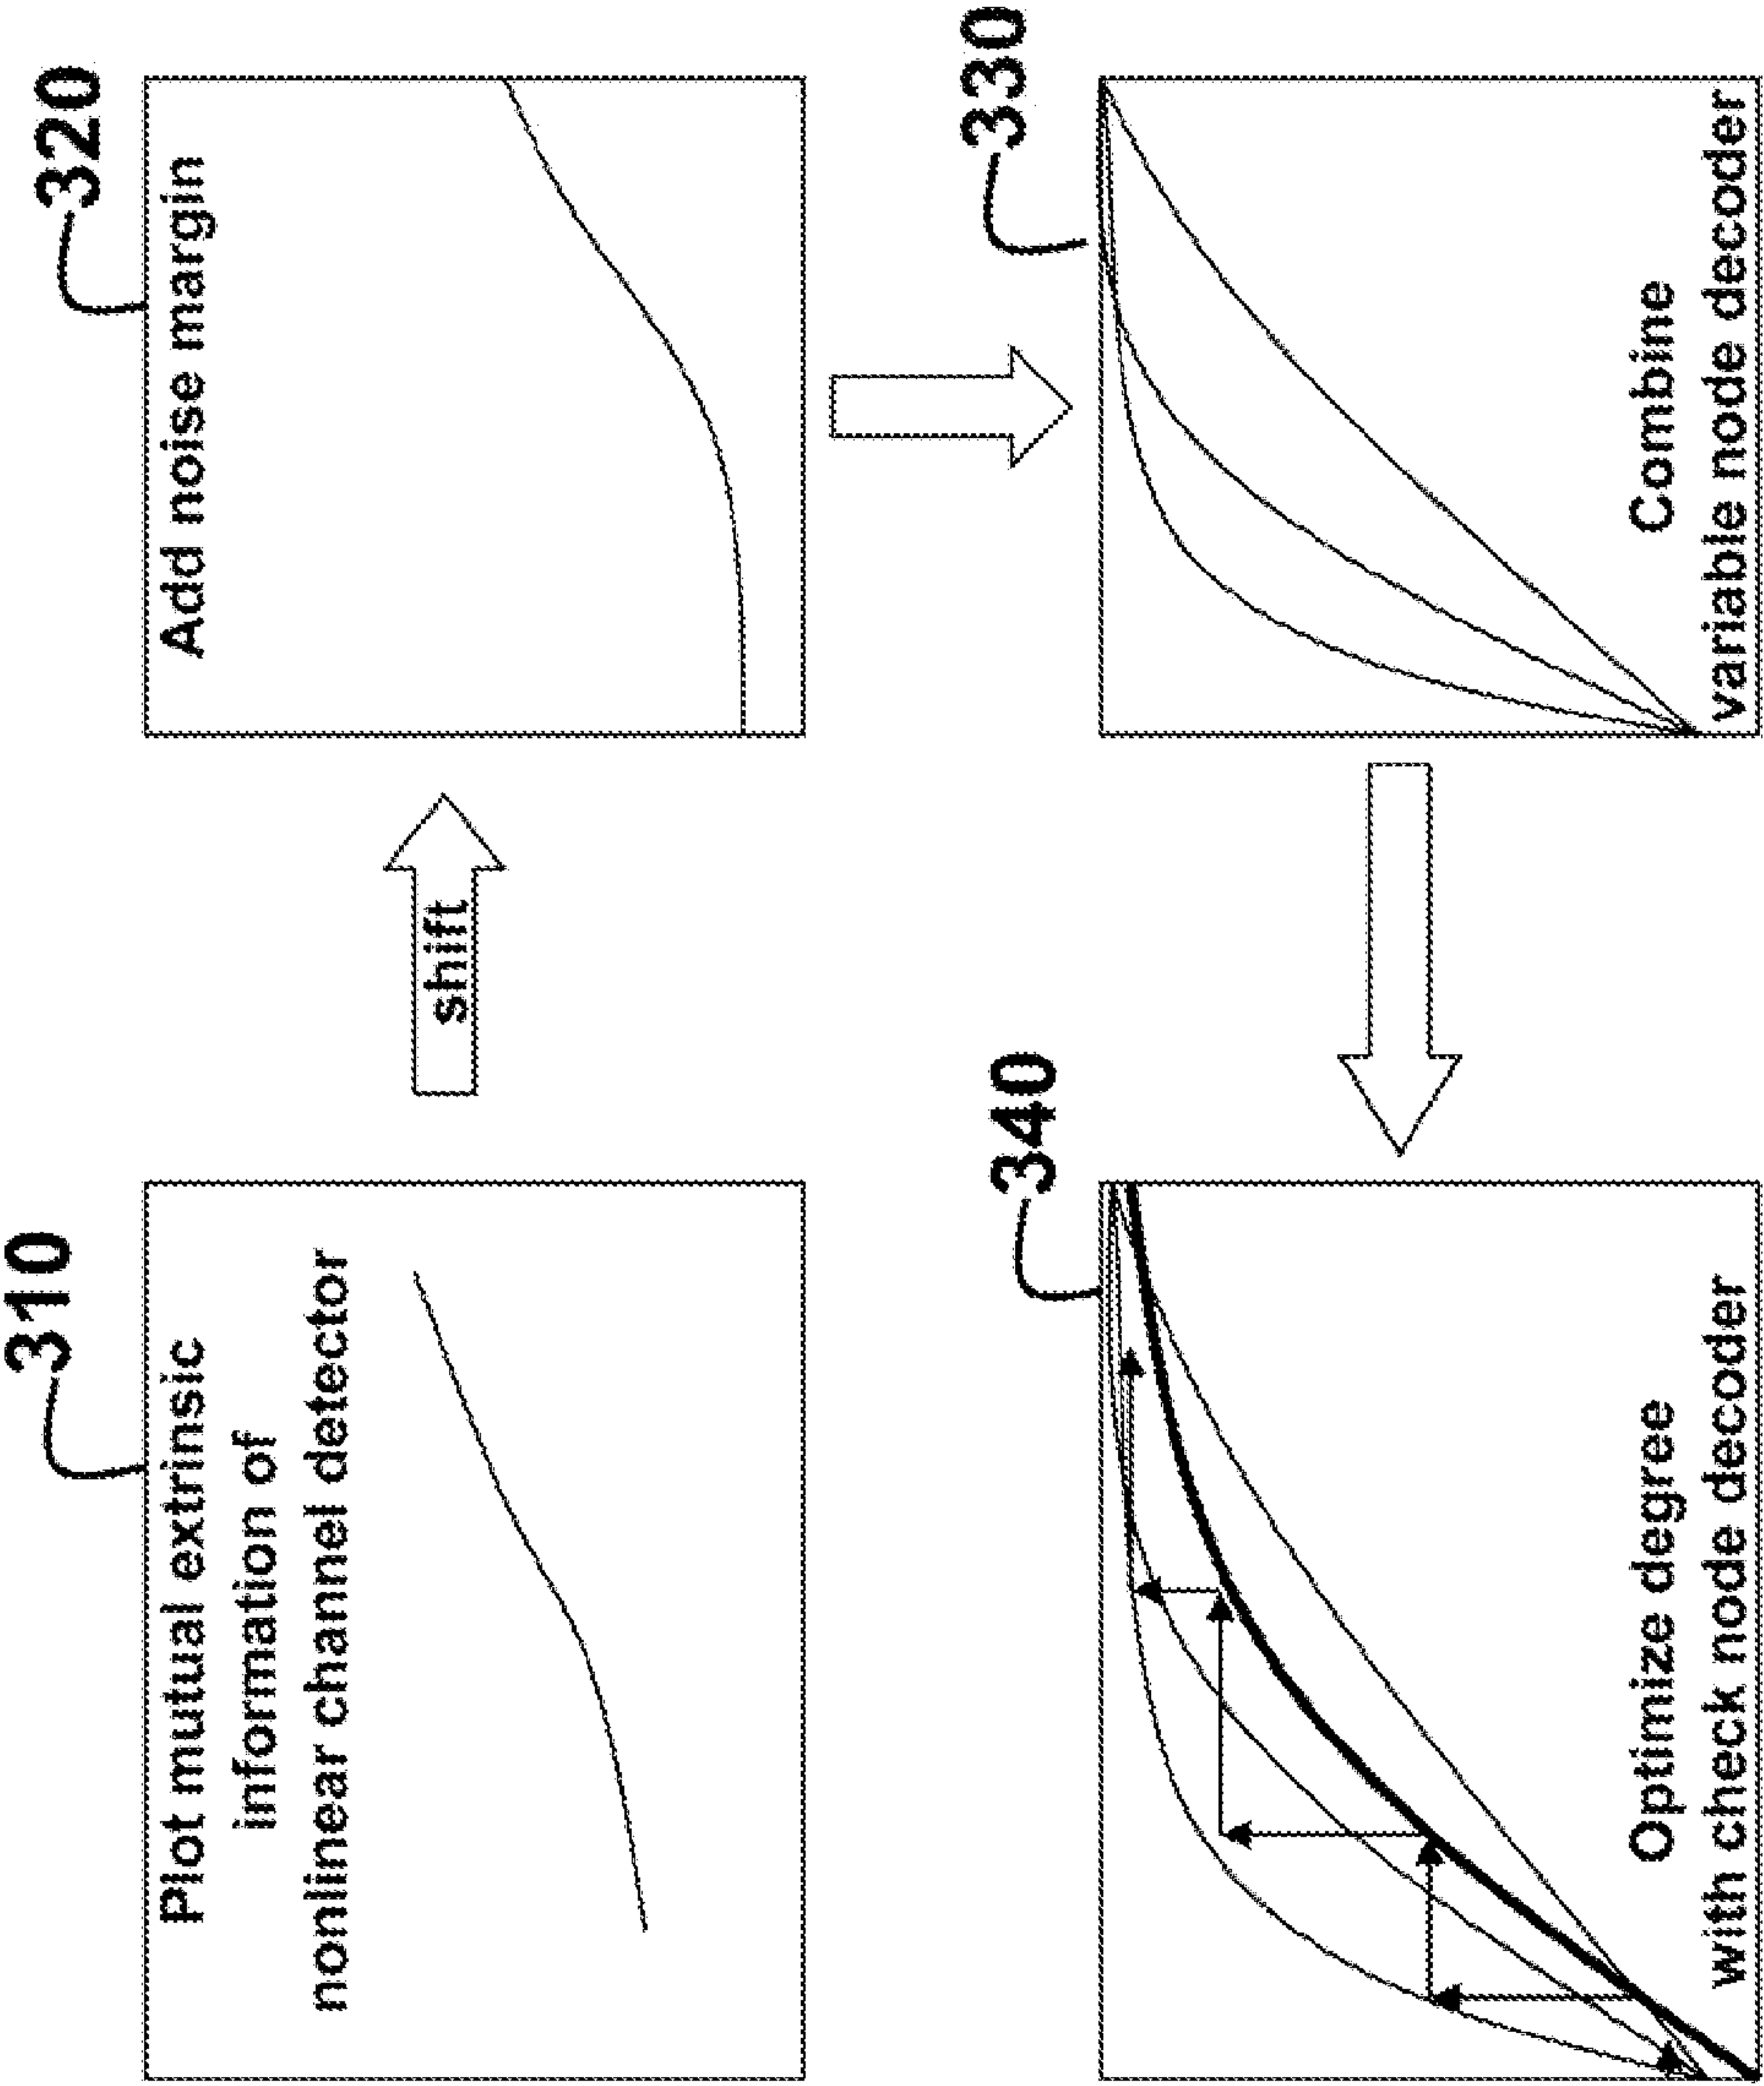 310
Plot mutual extrinsic
information of
nonlinear channel detector
shift
320
Add noise margin
330
Combine
variable node decoder
340
Optimize degree
with check node decoder